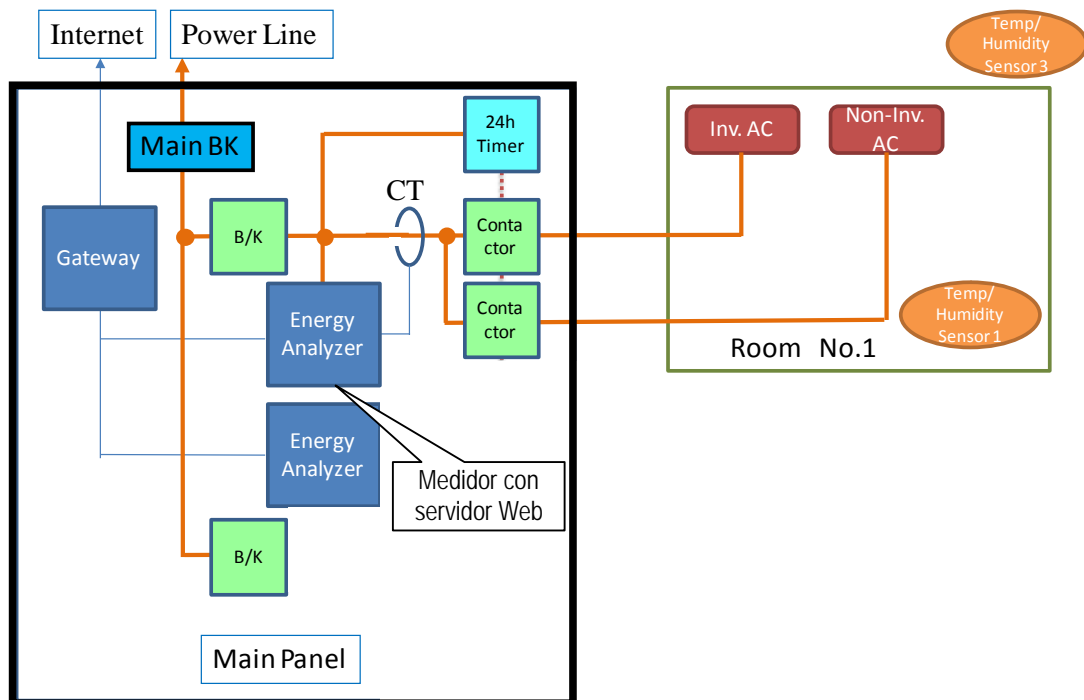 Internet
Power Line
Temp/
Humidity
Sensor 3
Main BK
24h
Timer
Inv. AC
Non-Inv.
AC
CT
Gateway
B/K
Conta
ctor
Energy
Analyzer
Conta
ctor
Temp/
Humidity
Sensor 1
Room No.1
Energy
Analyzer
Medidor con
servidor Web
B/K
Main Panel